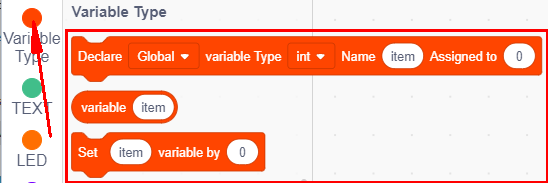 Variable Type
Variable
Type
Declare Global variable Type int Name item Assigned to 0
TEXT
variable item
LED
Set item variable by 0